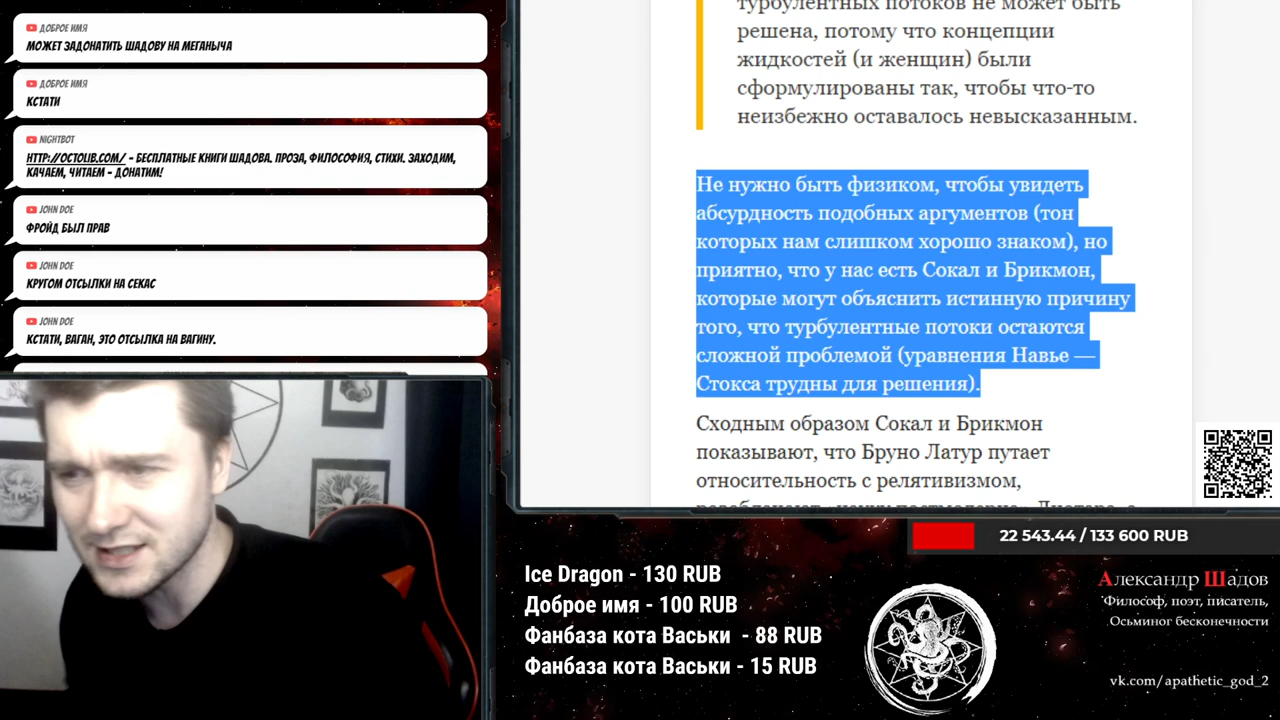 ДОБРОЕ ИМЯ
МОЖЕТ ЗАДОНАТИТЬ ШАДОВУ НА МЕГАНЫЧА
ДОБРОЕ ИМЯ
КСТАТИ
NIGHTBOT
HTTP://OCTOLIB.COM/ - БЕСПЛАТНЫЕ КНИГИ ШАДОВА. ПРОЗА, ФИЛОСОФИЯ, СТИХИ. ЗАХОДИМ,
КАЧАЕМ, ЧИТАЕМ - ДОНАТИМ!
JOHN DOE
ФРОЙД БЫЛ ПРАВ
JOHN DOE
КРУГОМ ОТСЫЛКИ НА СЕКАС
JOHN DOE
КСТАТИ, ВАГАН, ЭТО ОТСЫЛКА НА ВАГИНУ.
турбулентных потоков не может быть
решена, потому что концепции
жидкостей (и женщин) были
сформулированы так, чтобы что-то
неизбежно оставалось невысказанным.
Не нужно быть физиком, чтобы увидеть
абсурдность подобных аргументов (тон
которых нам слишком хорошо знаком), но
приятно, что у нас есть Сокал и Брикмон,
которые могут объяснить истинную причину
того, что турбулентные потоки остаются
сложной проблемой (уравнения Навье —
Стокса трудны для решения).
Сходным образом Сокал и Брикмон
показывают, что Бруно Латур путает
относительность с релятивизмом,
22 543.44 / 133 600 RUB
Ice Dragon - 130 RUB
Доброе имя - 100 RUB
Фанбаза кота Васьки - 88 RUB
Фанбаза кота Васьки - 15 RUB
Александр Шадов
Философ, поэт, писатель,
Осьминог бесконечности
vk.com/apathetic_god_2